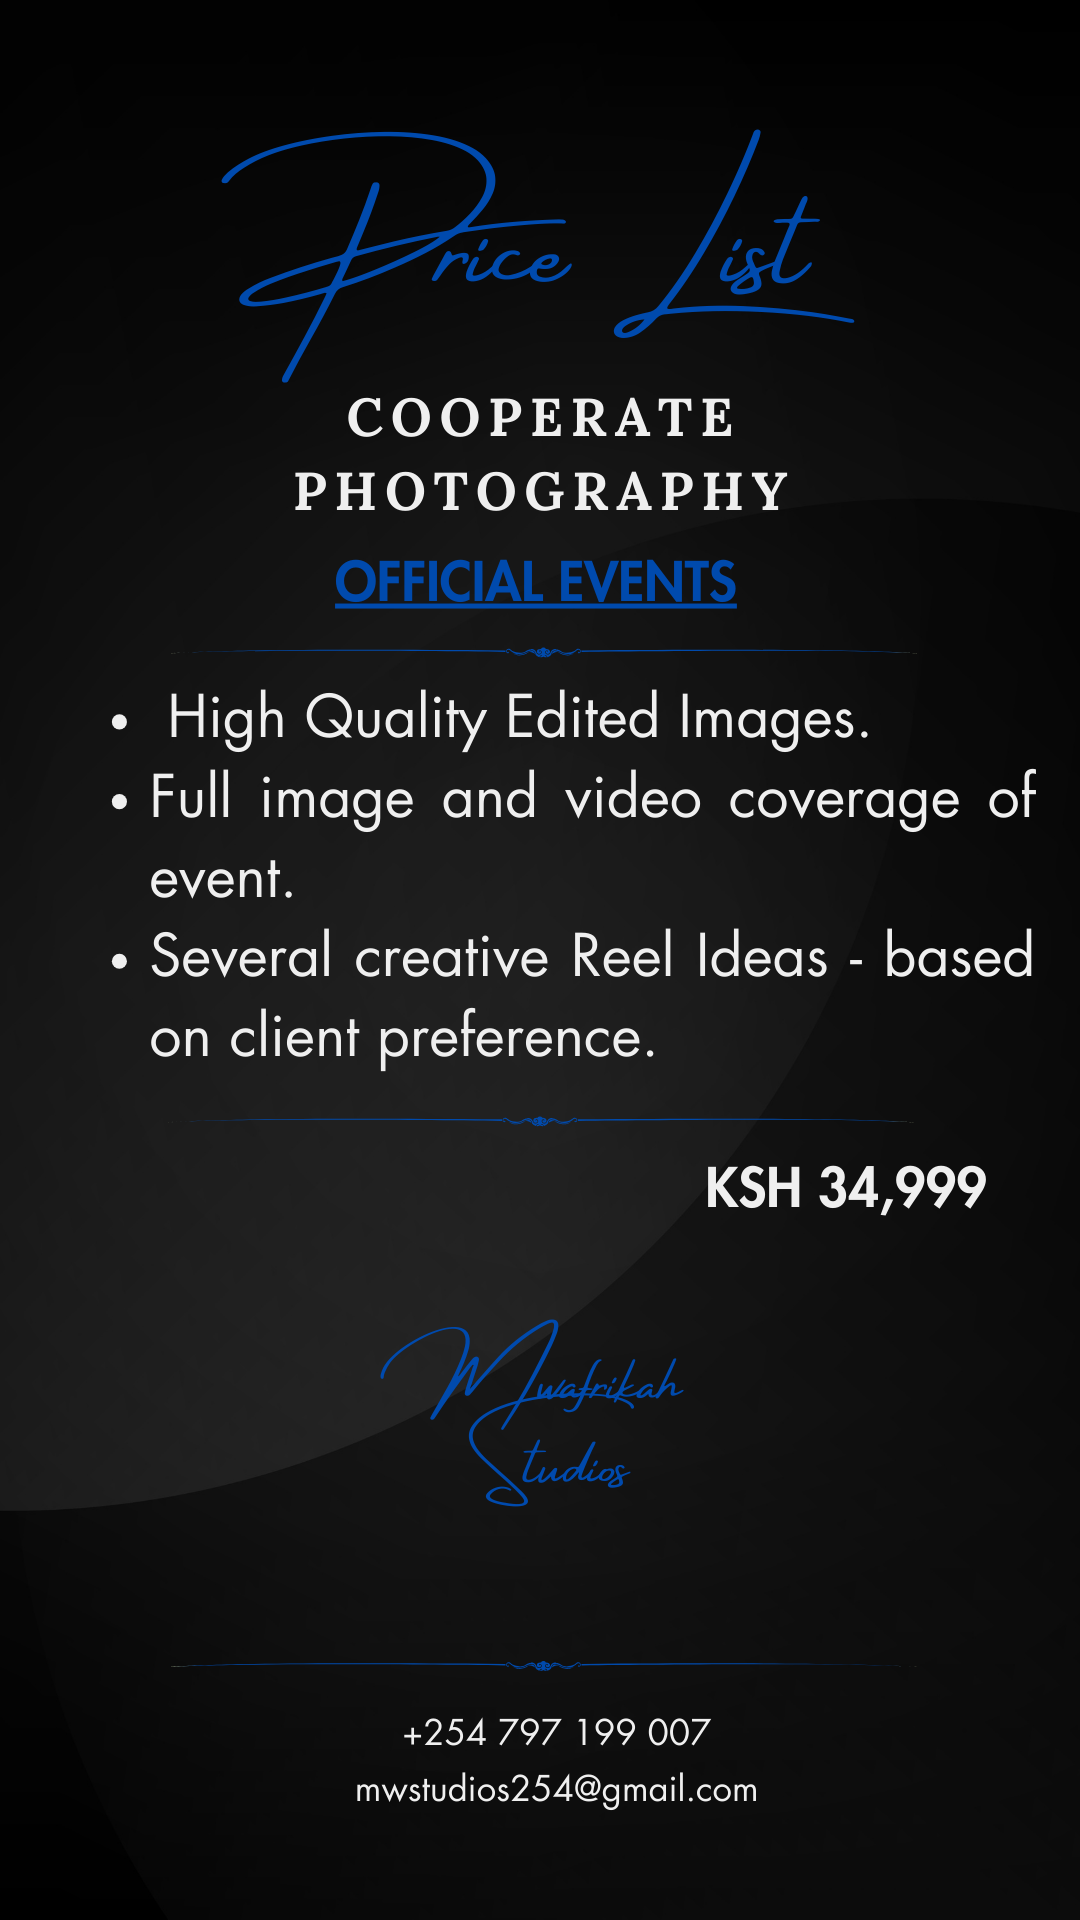 Price List
COOPERATE
PHOTOGRAPHY
OFFICIAL EVENTS
• High Quality Edited Images.
• Full image and video coverage of
event.
• Several creative Reel Ideas - based
on client preference.
KSH 34,999
Mwafrikah
Studios
+254 797 199 007
mwstudios254@gmail.com